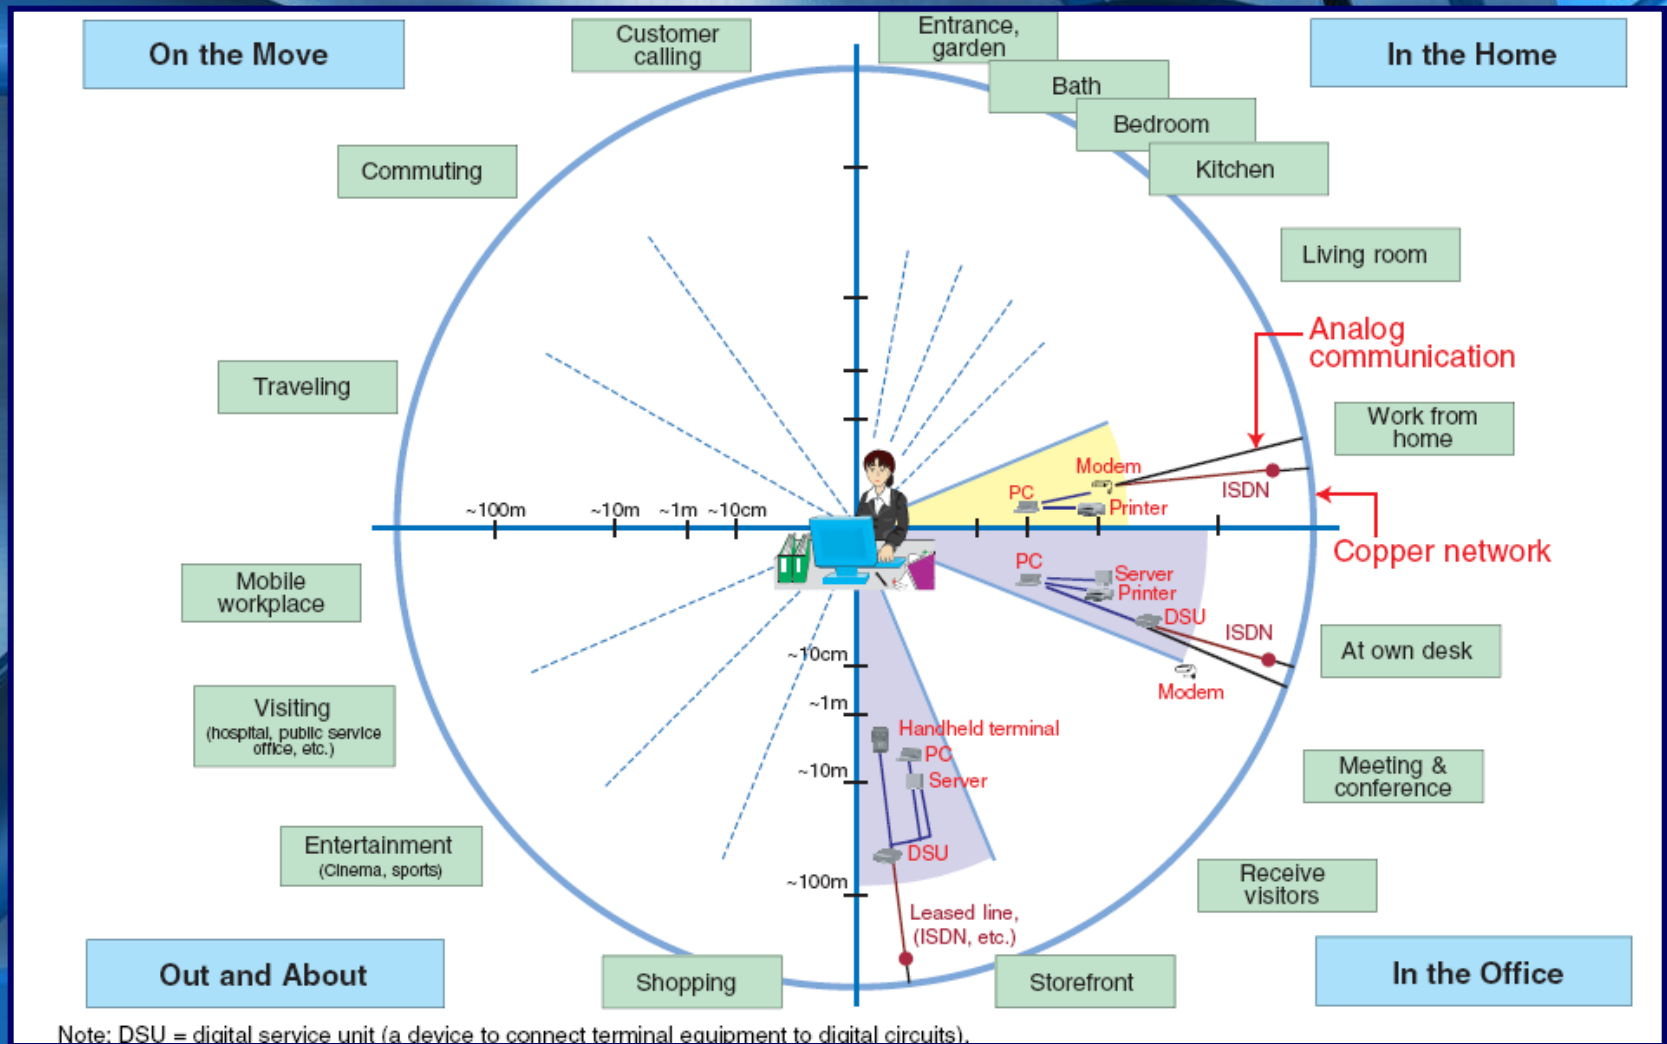 On the Move
Customer
calling
Entrance,
garden
In the Home
Bath
Bedroom
Kitchen
Commuting
Living room
Analog
communication
Traveling
Work from
home
Modem
PC
ISDN
Printer
~100m
~10m
~1m
~10cm
Copper network
PC
Server
Printer
DSU
ISDN
Modem
At own desk
Mobile
workplace
~10cm
~1m
~10m
~100m
Visiting
(hospital, public service
office, etc.)
Handheld terminal
PC
Server
DSU
Meeting &
conference
Entertainment
(Cinema, sports)
Receive
visitors
Leased line,
(ISDN, etc.)
Out and About
Shopping
Storefront
In the Office
Note: DSU = digital service unit (a device to connect terminal equipment to digital circuits).